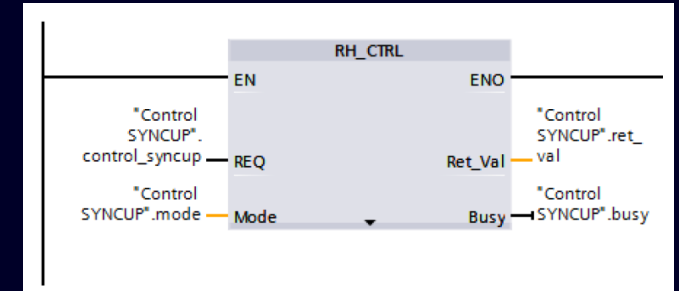 RH_CTRL
EN
ENO
"Control
SYNCUP".
control_syncup
REQ
Ret_Val
"Control
SYNCUP".ret_
val
"Control
SYNCUP".mode
Mode
Busy
"Control
SYNCUP".busy